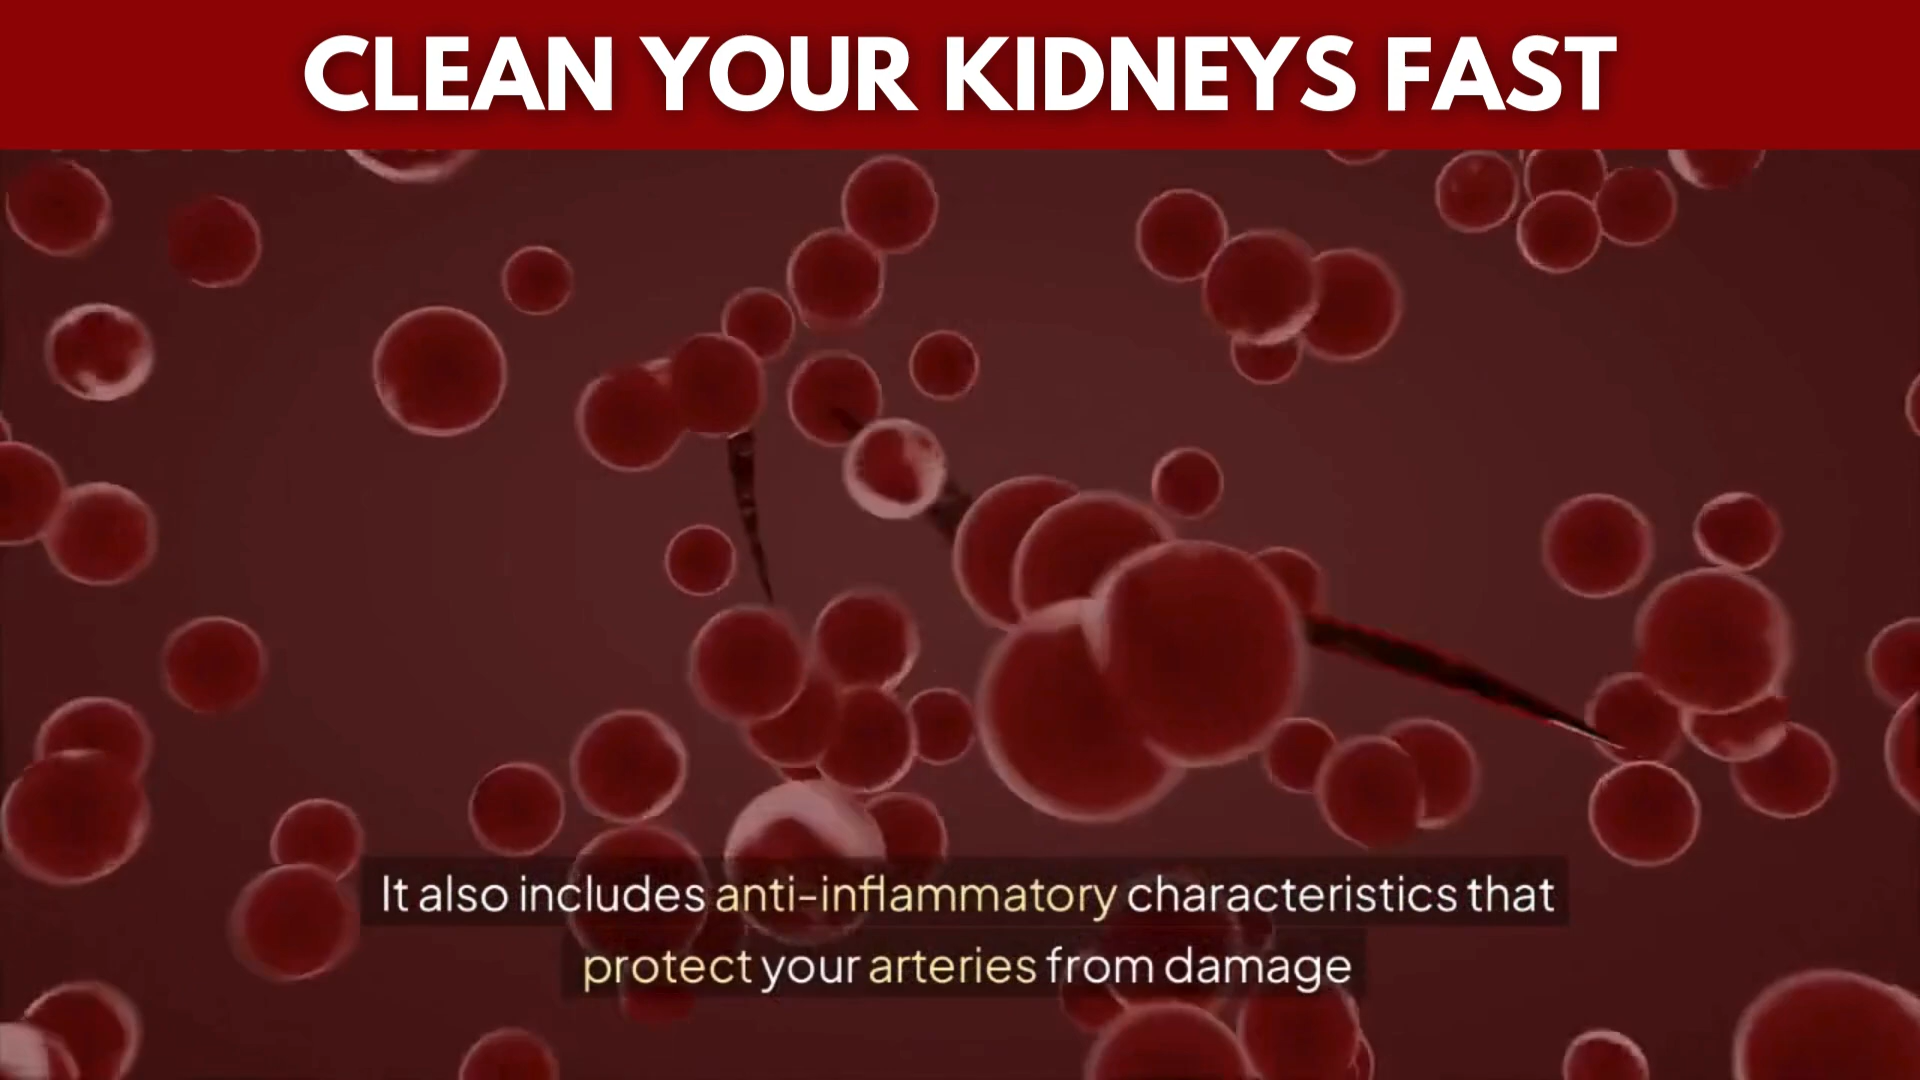 CLEAN YOUR KIDNEYS FAST
It also includes anti-inflammatory characteristics that
protect your arteries from damage